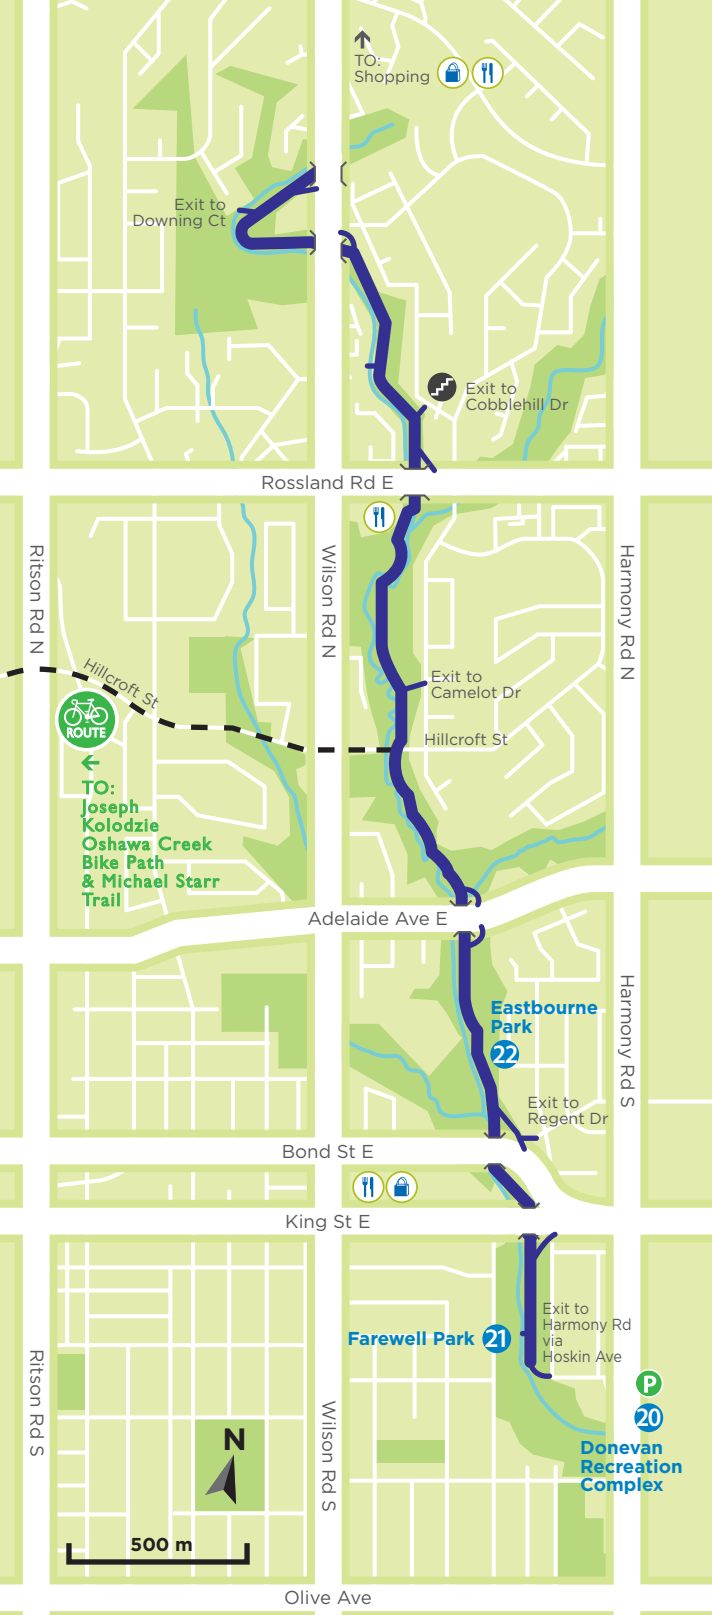 TO:
Shopping
Exit to
Downing Ct
Exit to
Cobblehill Dr
Rossland Rd E
Ritson Rd N
Wilson Rd N
Harmony Rd N
Hillcroft St
Exit to
Camelot Dr
Hillcroft St
ROUTE
TO:
Joseph
Kolodzie
Oshawa Creek
Bike Path
& Michael Starr
Trail
Adelaide Ave E
Eastbourne
Park
22
Harmony Rd S
Exit to
Regent Dr
Bond St E
King St E
Exit to
Harmony Rd
via
Hoskin Ave
Farewell Park 21
Ritson Rd S
Wilson Rd S
P
20
Donevan
Recreation
Complex
N
500 m
Olive Ave